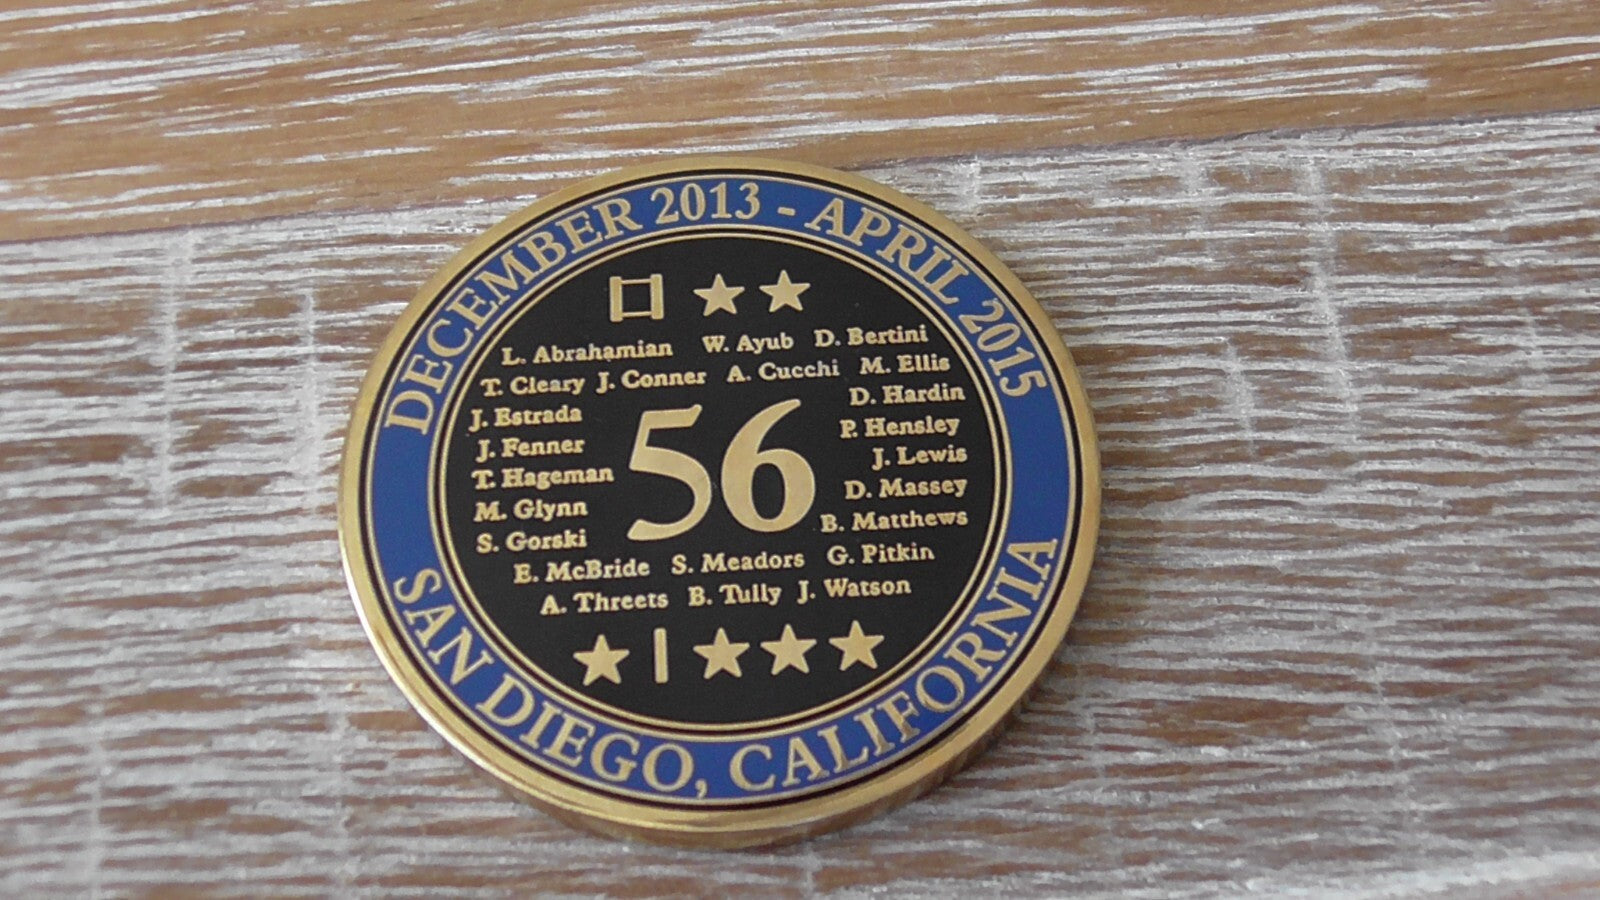 DECEMBER 2013 - APRIL 2015
L. Abrahamian W. Ayub D. Bertini
T. Cleary J. Conner A. Cucchi M. Ellis
J. Estrada D. Hardin
J. Fenner P. Hensley
T. Hageman J. Lewis
M. Glynn D. Massey
S. Gorski B. Matthews
56
E. McBride S. Meadors G. Pitkin
A. Threets B. Tully J. Watson
SAN DIEGO, CALIFORNIA